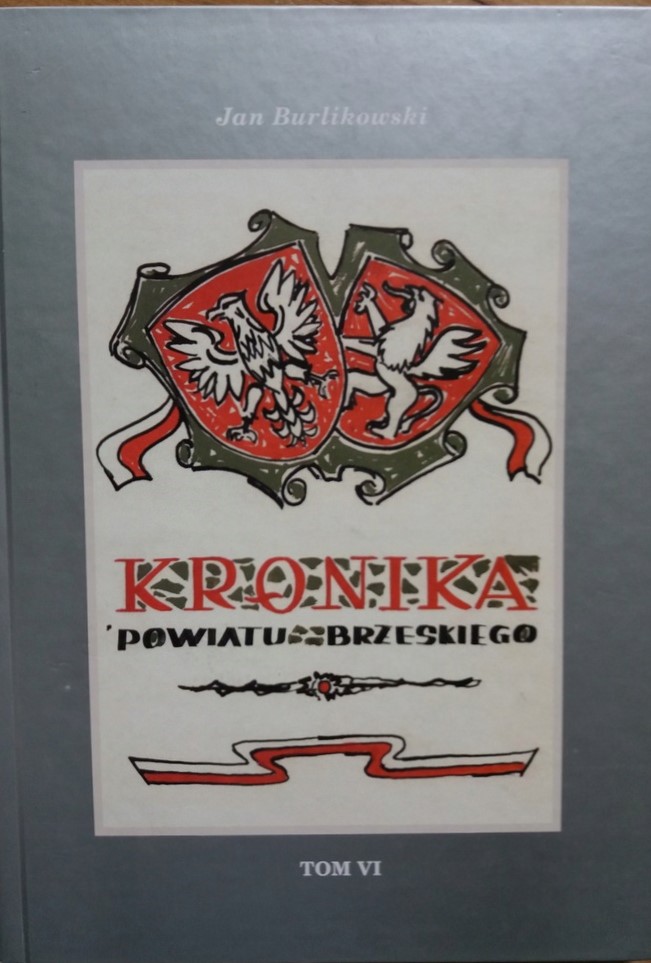 Jan Burlikowski
KRONIKA
POWIATU BRZESKIEGO
TOM VI